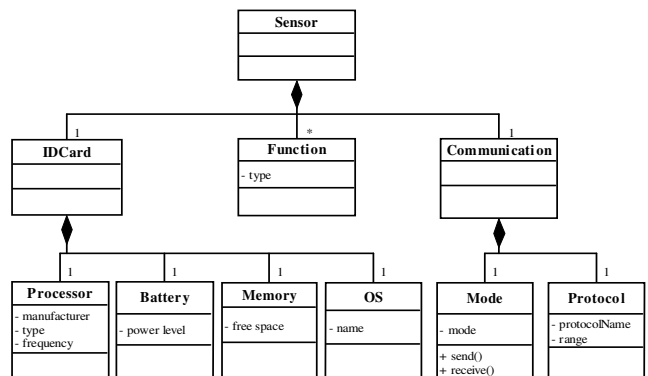 Sensor
1
*
1
IDCard
Function
Communication
- type
1
1
1
1
1
1
Processor
- manufacturer
- type
- frequency
Battery
- power level
Memory
- free space
OS
- name
Mode
- mode
+ send()
+ receive()
Protocol
- protocolName
- range